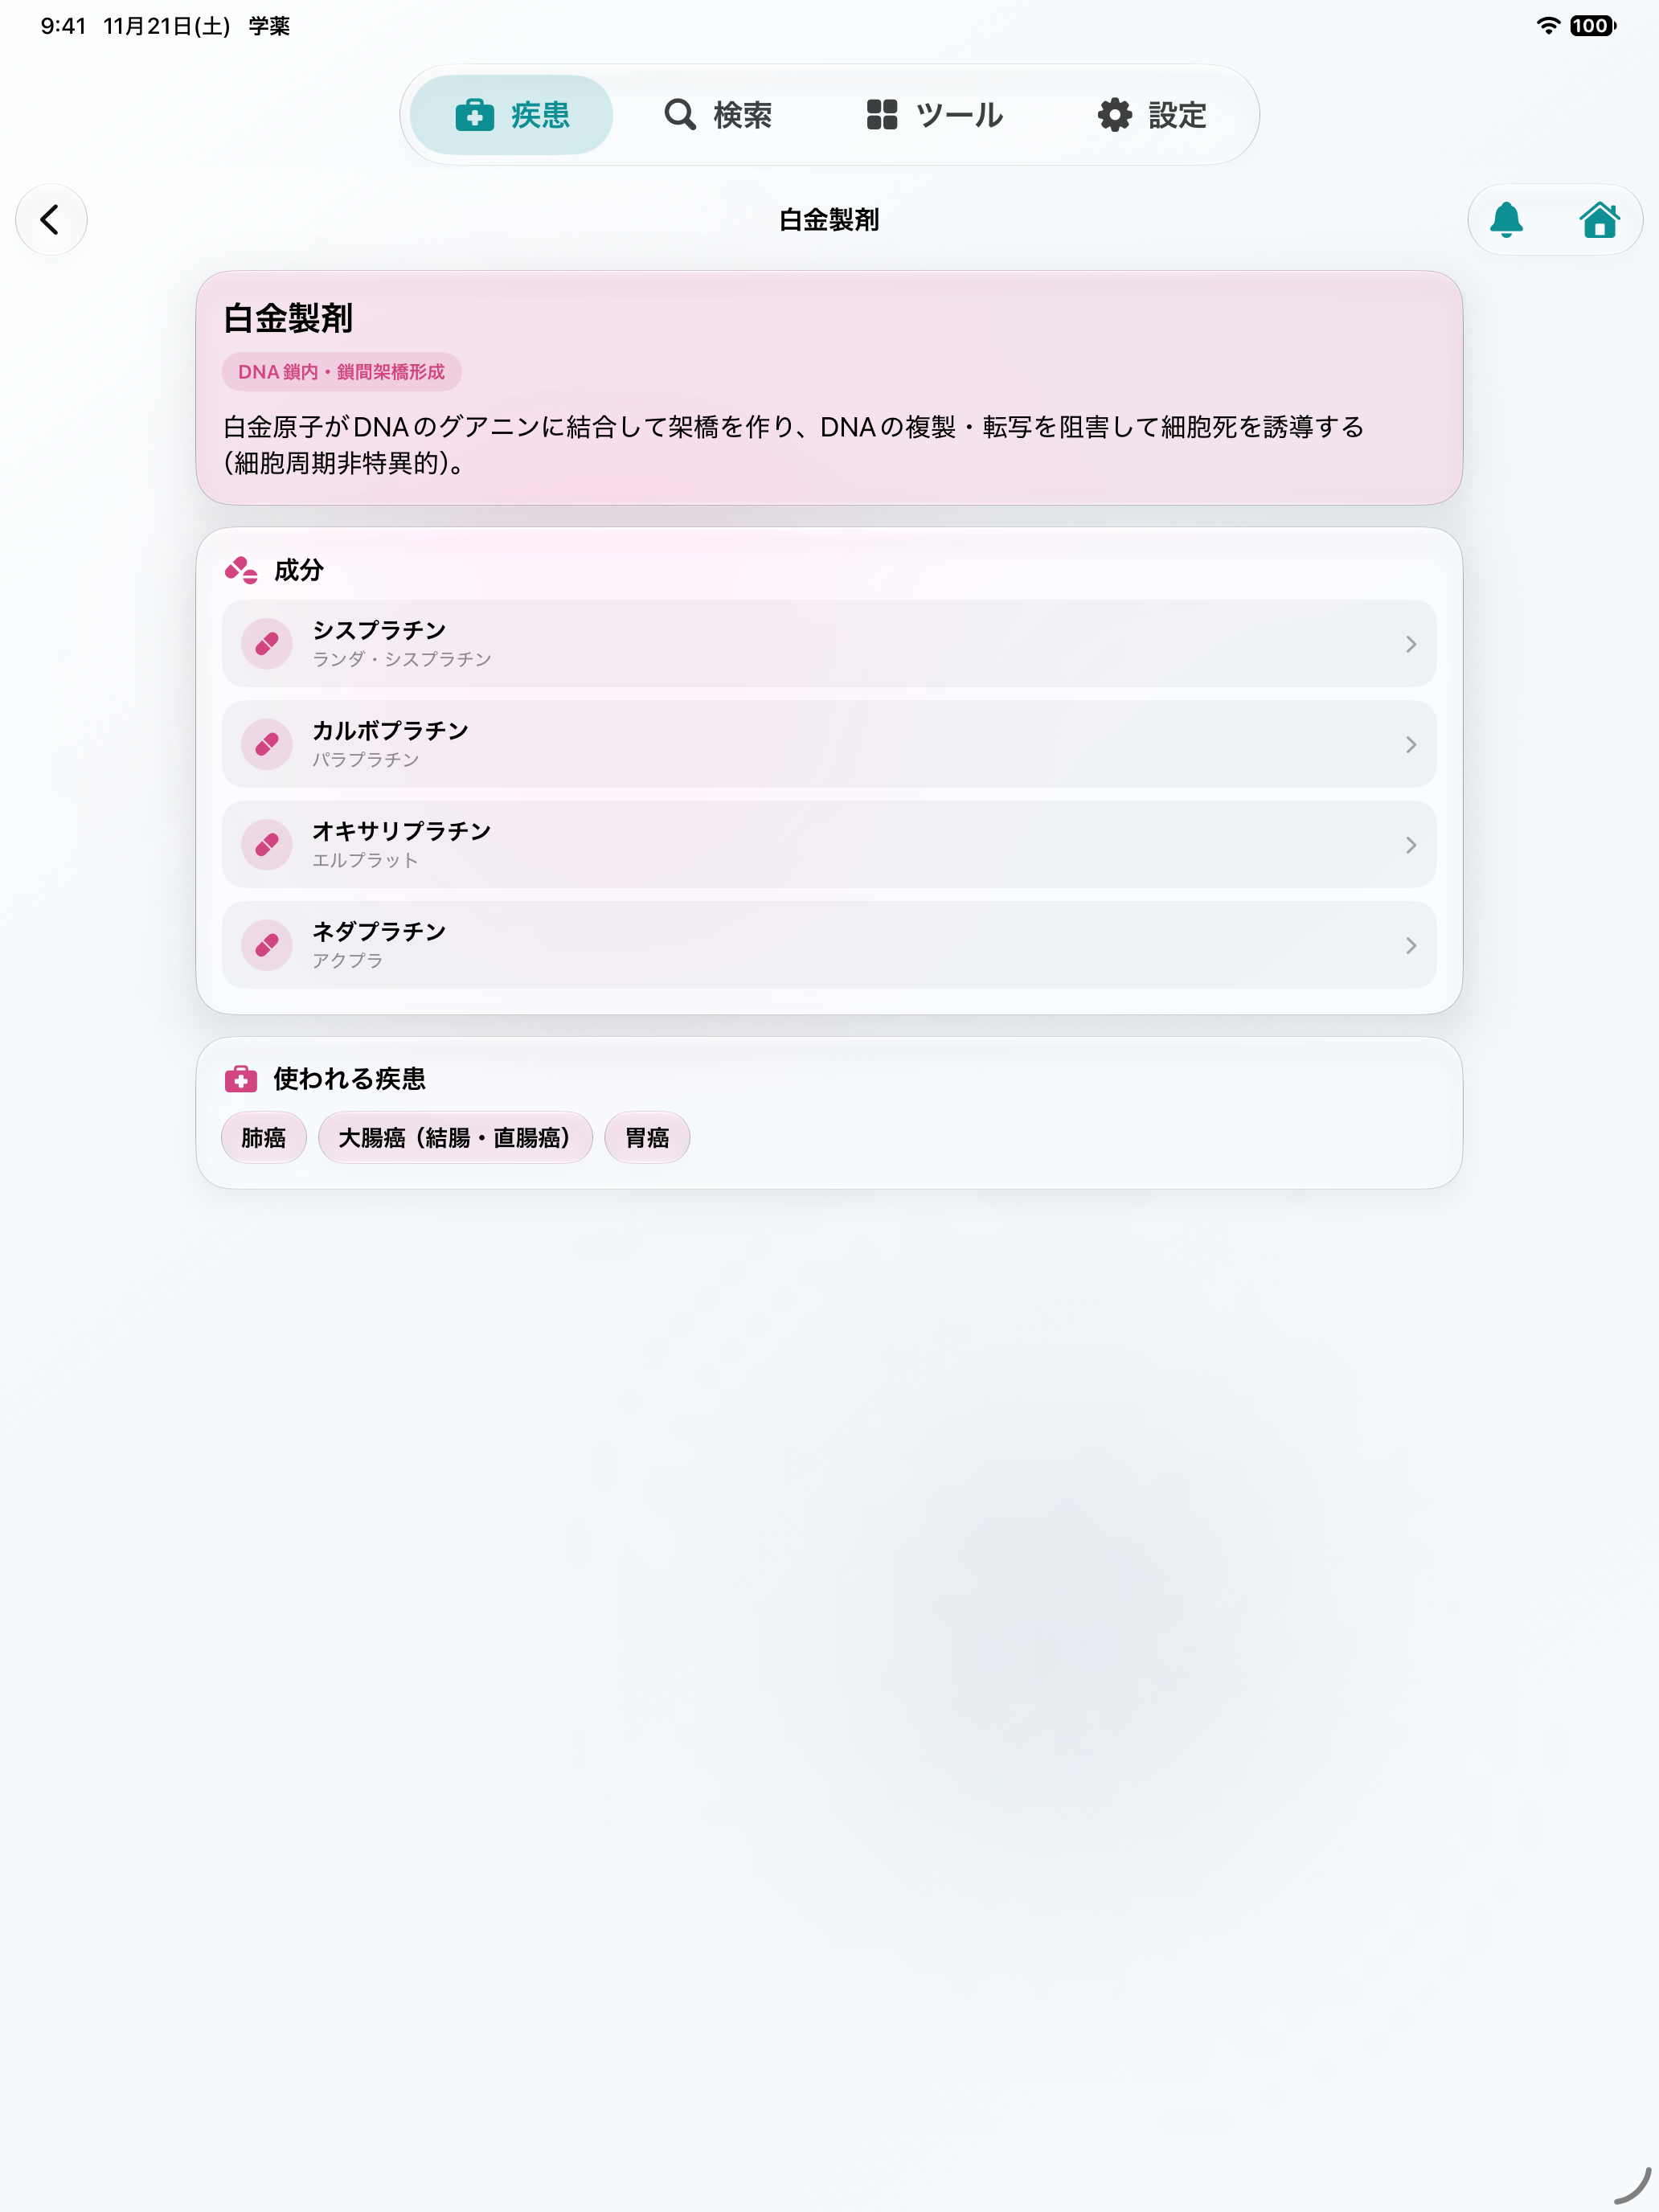 9:41 11月21日(土) 学薬
100
疾患 検索 ツール 設定
白金製剤
白金製剤
DNA鎖内・鎖間架橋形成
白金原子がDNAのグアニンに結合して架橋を作り、DNAの複製・転写を阻害して細胞死を誘導する
（細胞周期非特異的）。
成分
シスプラチン
ランダ・シスプラチン
カルボプラチン
パラプラチン
オキサリプラチン
エルプラット
ネダプラチン
アクプラ
使われる疾患
肺癌 大腸癌（結腸・直腸癌） 胃癌